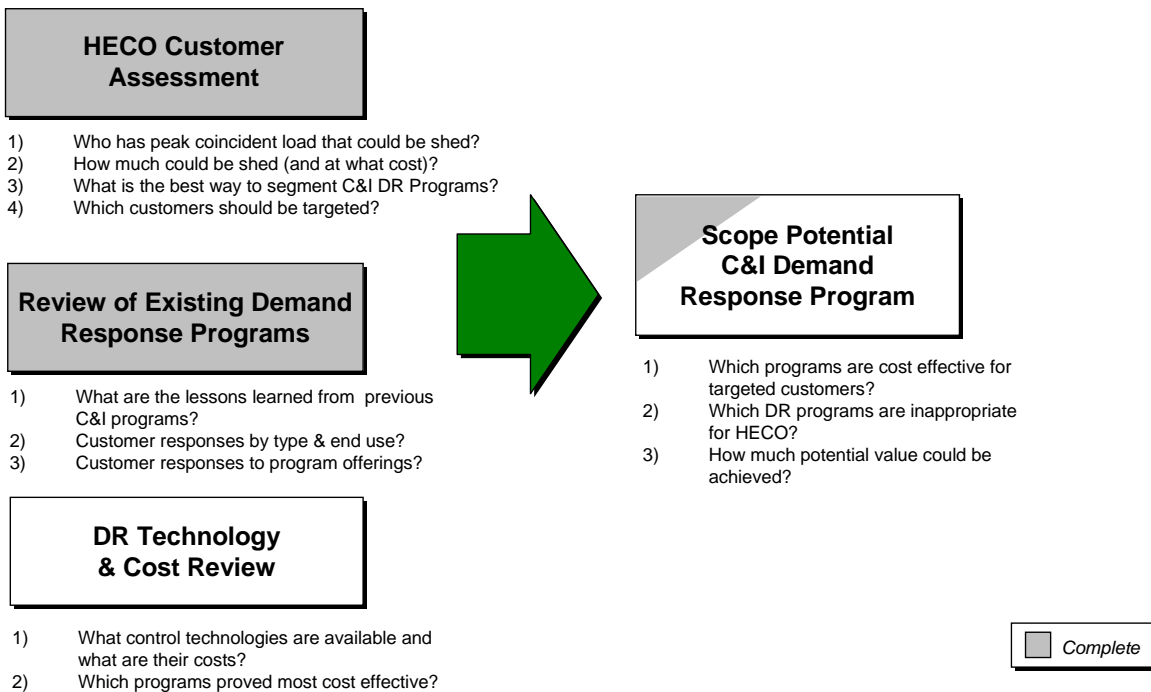 HECO Customer
Assessment
1) Who has peak coincident load that could be shed?
2) How much could be shed (and at what cost)?
3) What is the best way to segment C&I DR Programs?
4) Which customers should be targeted?
Review of Existing Demand
Response Programs
1) What are the lessons learned from previous
C&I programs?
2) Customer responses by type & end use?
3) Customer responses to program offerings?
DR Technology
& Cost Review
1) What control technologies are available and
what are their costs?
2) Which programs proved most cost effective?
Scope Potential
C&I Demand
Response Program
1) Which programs are cost effective for
targeted customers?
2) Which DR programs are inappropriate
for HECO?
3) How much potential value could be
achieved?
Complete